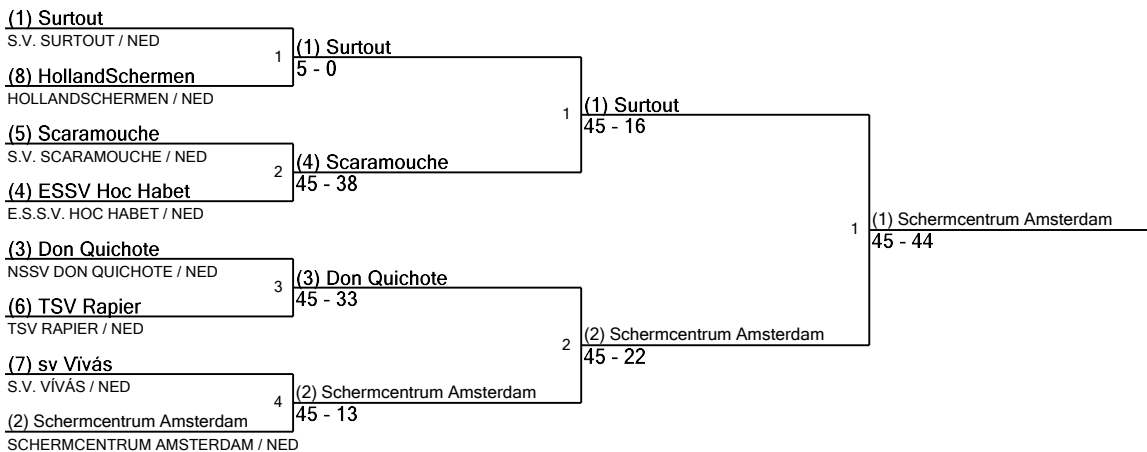 (1) Surtout
S.V. SURTOUT / NED
1
(1) Surtout
5 - 0
(8) HollandSchermen
HOLLANDSCHERMEN / NED
1
(1) Surtout
45 - 16
(5) Scaramouche
S.V. SCARAMOUCHE / NED
2
(4) Scaramouche
45 - 38
(4) ESSV Hoc Habet
E.S.S.V. HOC HABET / NED
1
(1) Schermcentrum Amsterdam
45 - 44
(3) Don Quichote
NSSV DON QUICHOTE / NED
3
(3) Don Quichote
45 - 33
(6) TSV Rapier
TSV RAPIER / NED
2
(2) Schermcentrum Amsterdam
45 - 22
(7) sv Vïvás
S.V. VÍVÁS / NED
4
(2) Schermcentrum Amsterdam
45 - 13
(2) Schermcentrum Amsterdam
SCHERMCENTRUM AMSTERDAM / NED